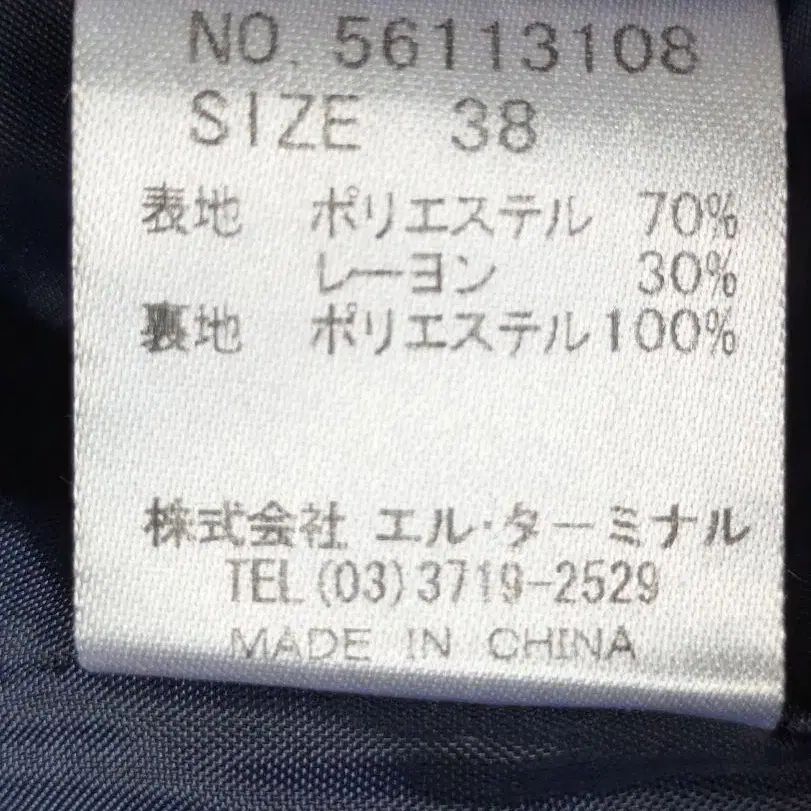 NO. 56113108
SIZE 38
表地 ポリエステル 70%
レーヨン 30%
裏地 ポリエステル100%
株式会社 エル・ターミナル
TEL(03)3719-2529
MADE IN CHINA